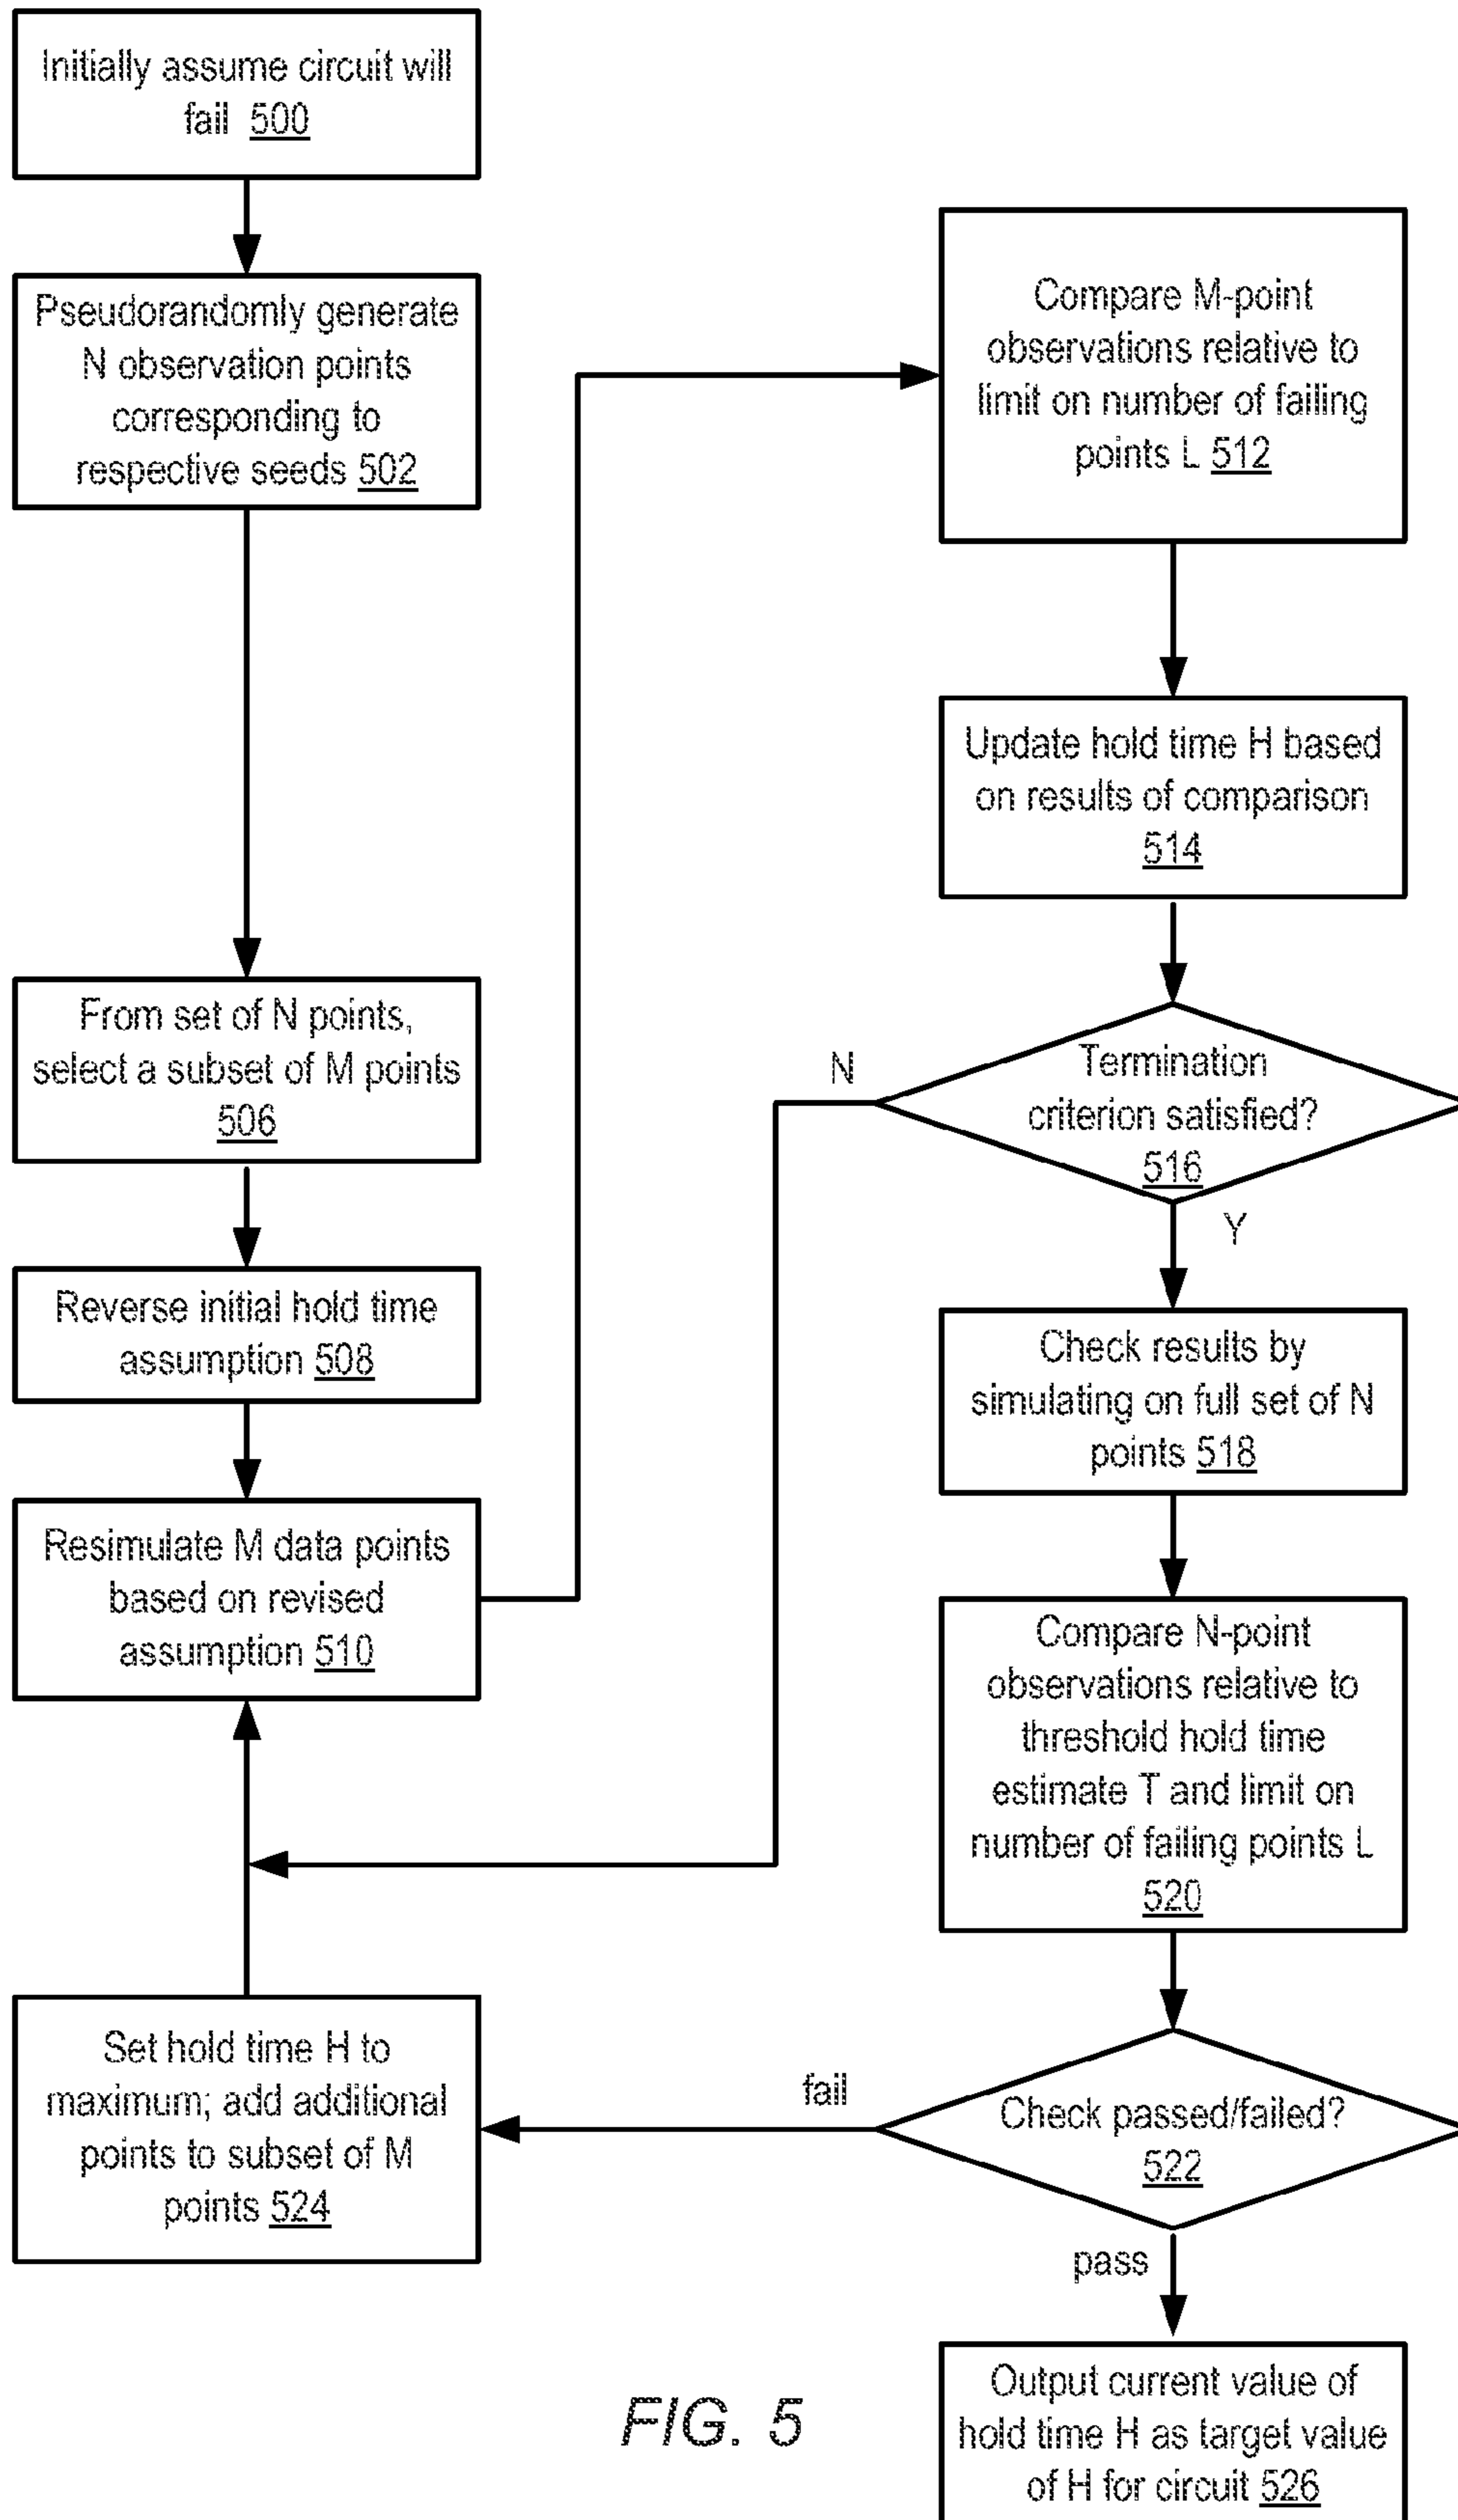 Initially assume circuit will
fail 500
Pseudorandomly generate
N observation points
corresponding to
respective seeds 502
From set of N points,
select a subset of M points
506
Reverse initial hold time
assumption 508
Resimulate M data points
based on revised
assumption 510
Compare M-point
observations relative to
limit on number of failing
points L 512
Update hold time H based
on results of comparison
514
Termination
criterion satisfied?
516
N
Y
Check results by
simulating on full set of N
points 518
Compare N-point
observations relative to
threshold hold time
estimate T and limit on
number of failing points L
520
Check passed/failed?
522
fail
pass
Set hold time H to
maximum; add additional
points to subset of M
points 524
Output current value of
hold time H as target value
of H for circuit 526
FIG. 5